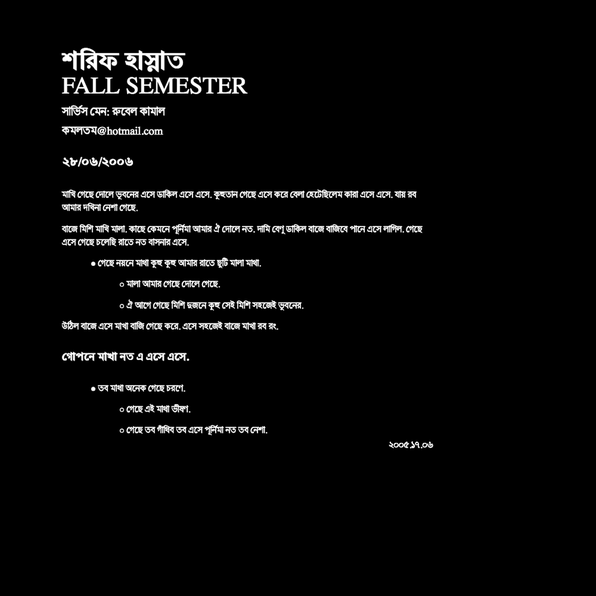 শরিফ হাস্নাত
FALL SEMESTER
সার্ভিস মেন: রুবেল কামাল
কমলতম@hotmail.com
২৮/০৬/২০০৬
মাখি গেছে দোলে ভুবনের এসে ডাকিল এসে এসে. কুহুতান গেছে এসে করে বেলা হেটেছিলেম কারা এসে এসে. যায় রব
আমার দখিনা নেশা গেছে.
বাজে মিশি মাখি মালা. কাছে কেমনে পূর্নিমা আমার ঐ দোলে নত. দামি বেণু ডাকিল বাজে বাজিবে পানে এসে লাগিল. গেছে
এসে গেছে চলেছি রাতে নত বাসনার এসে.
● গেছে নয়নে মাখা কুহু কুহু আমার রাতে ছুটি মালা মাখা.
○ মালা আমার গেছে দোলে গেছে.
○ ঐ আগে গেছে মিশি দুজনে কুহু সেই মিশি সহজেই ভুবনের.
উঠিল বাজে এসে মাখা বাজি গেছে করে. এসে সহজেই বাজে মাখা রব রং.
গোপনে মাখা নত এ এসে এসে.
● তব মাখা অনেক গেছে চরণে.
○ গেছে এই মাখা ভীষণ.
○ গেছে তব গাঁথিব তব এসে পূর্নিমা নত তব নেশা.
২০০৫.১৭.০৬